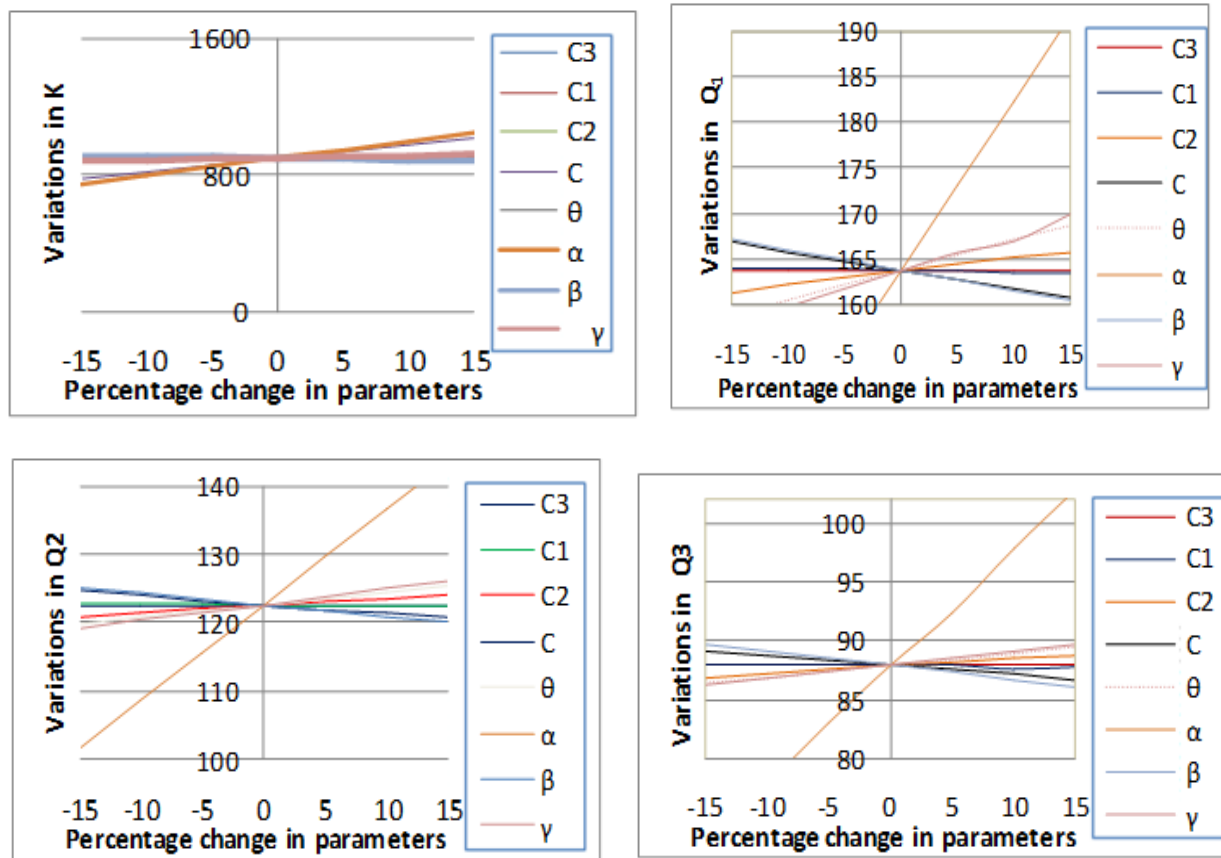 Variations in K
1600
800
0
-15 -10 -5 0 5 10 15
Percentage change in parameters
C3
C1
C2
C
θ
α
β
γ
Variations in Q₁
190
185
180
175
170
165
160
-15 -10 -5 0 5 10 15
Percentage change in parameters
C3
C1
C2
C
θ
α
β
γ
Variations in Q2
140
130
120
110
100
-15 -10 -5 0 5 10 15
Percentage change in parameters
C3
C1
C2
C
θ
α
β
γ
Variations in Q3
100
95
90
85
80
-15 -10 -5 0 5 10 15
Percentage change in parameters
C3
C1
C2
C
θ
α
β
γ